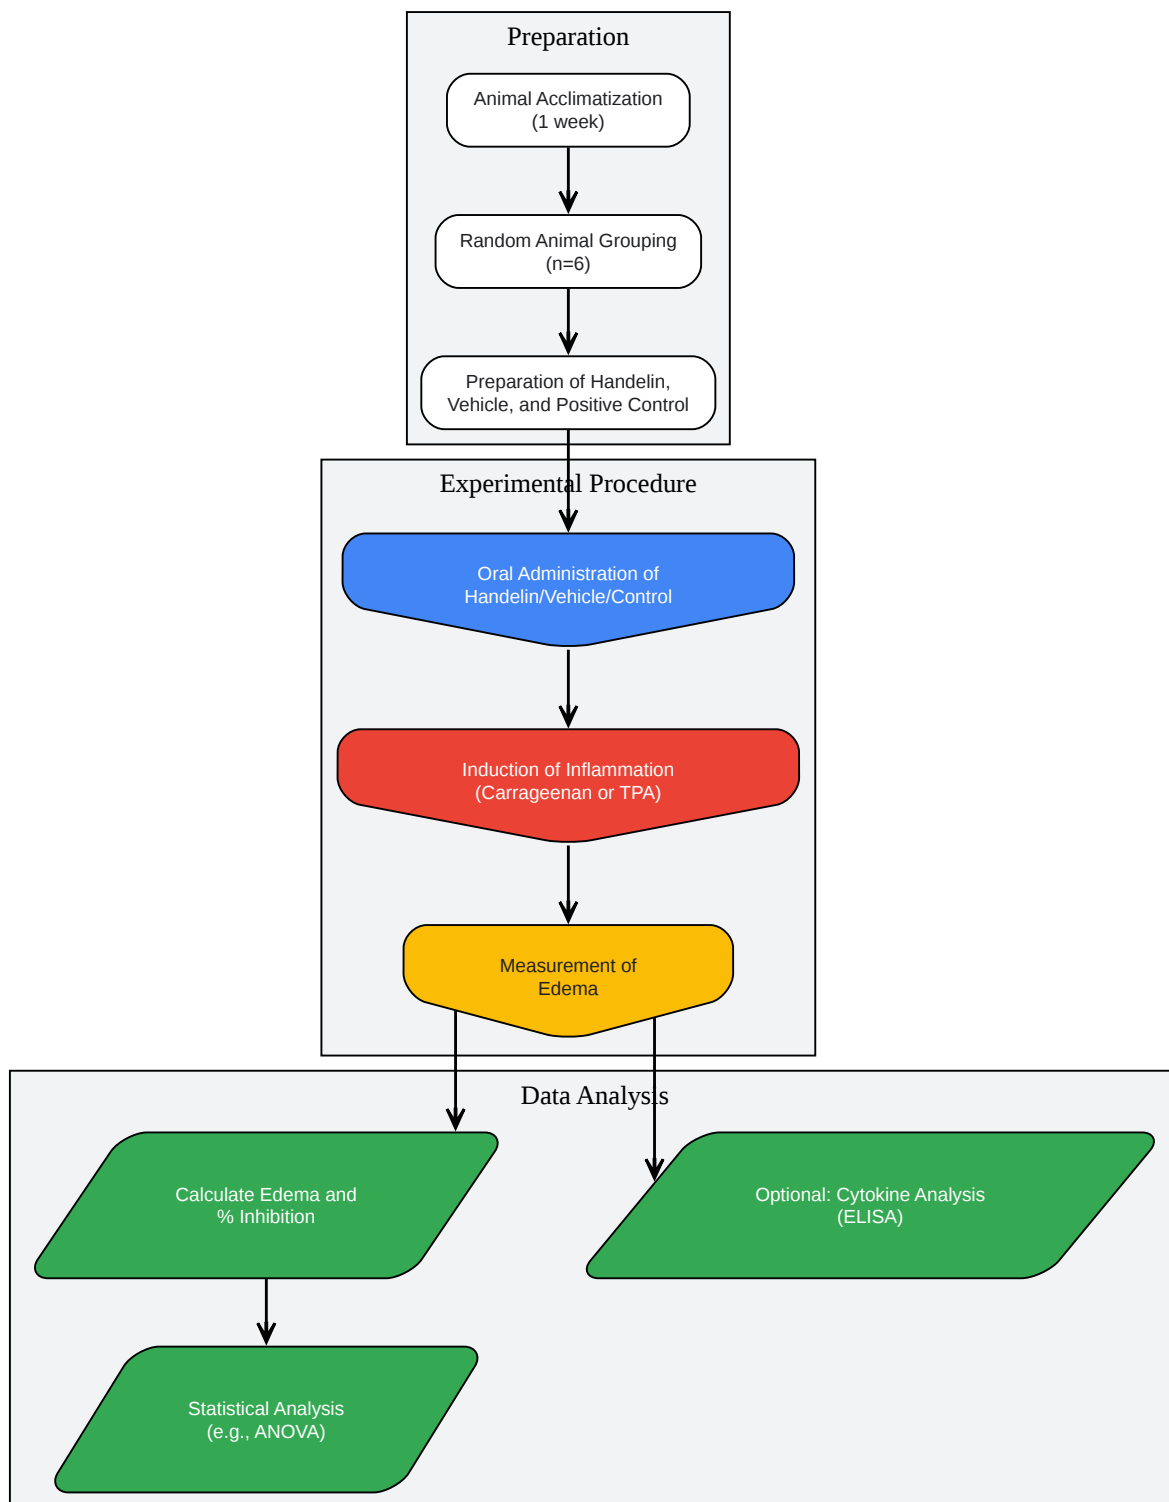 Preparation
Animal Acclimatization
(1 week)
Random Animal Grouping
(n=6)
Preparation of Handelin,
Vehicle, and Positive Control
Experimental Procedure
Oral Administration of
Handelin/Vehicle/Control
Induction of Inflammation
(Carrageenan or TPA)
Measurement of
Edema
Data Analysis
Calculate Edema and
% Inhibition
Optional: Cytokine Analysis
(ELISA)
Statistical Analysis
(e.g., ANOVA)